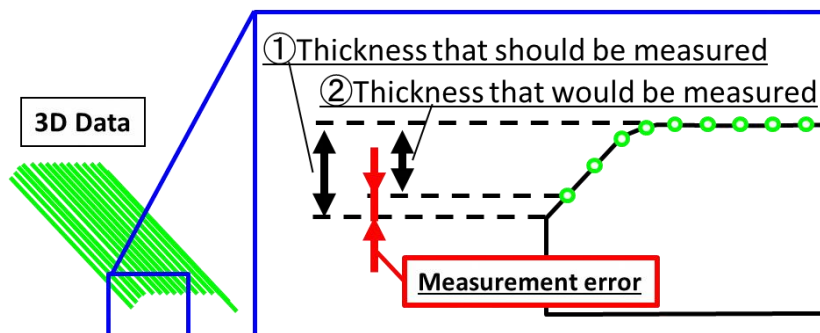 ①Thickness that should be measured
②Thickness that would be measured
3D Data
Measurement error